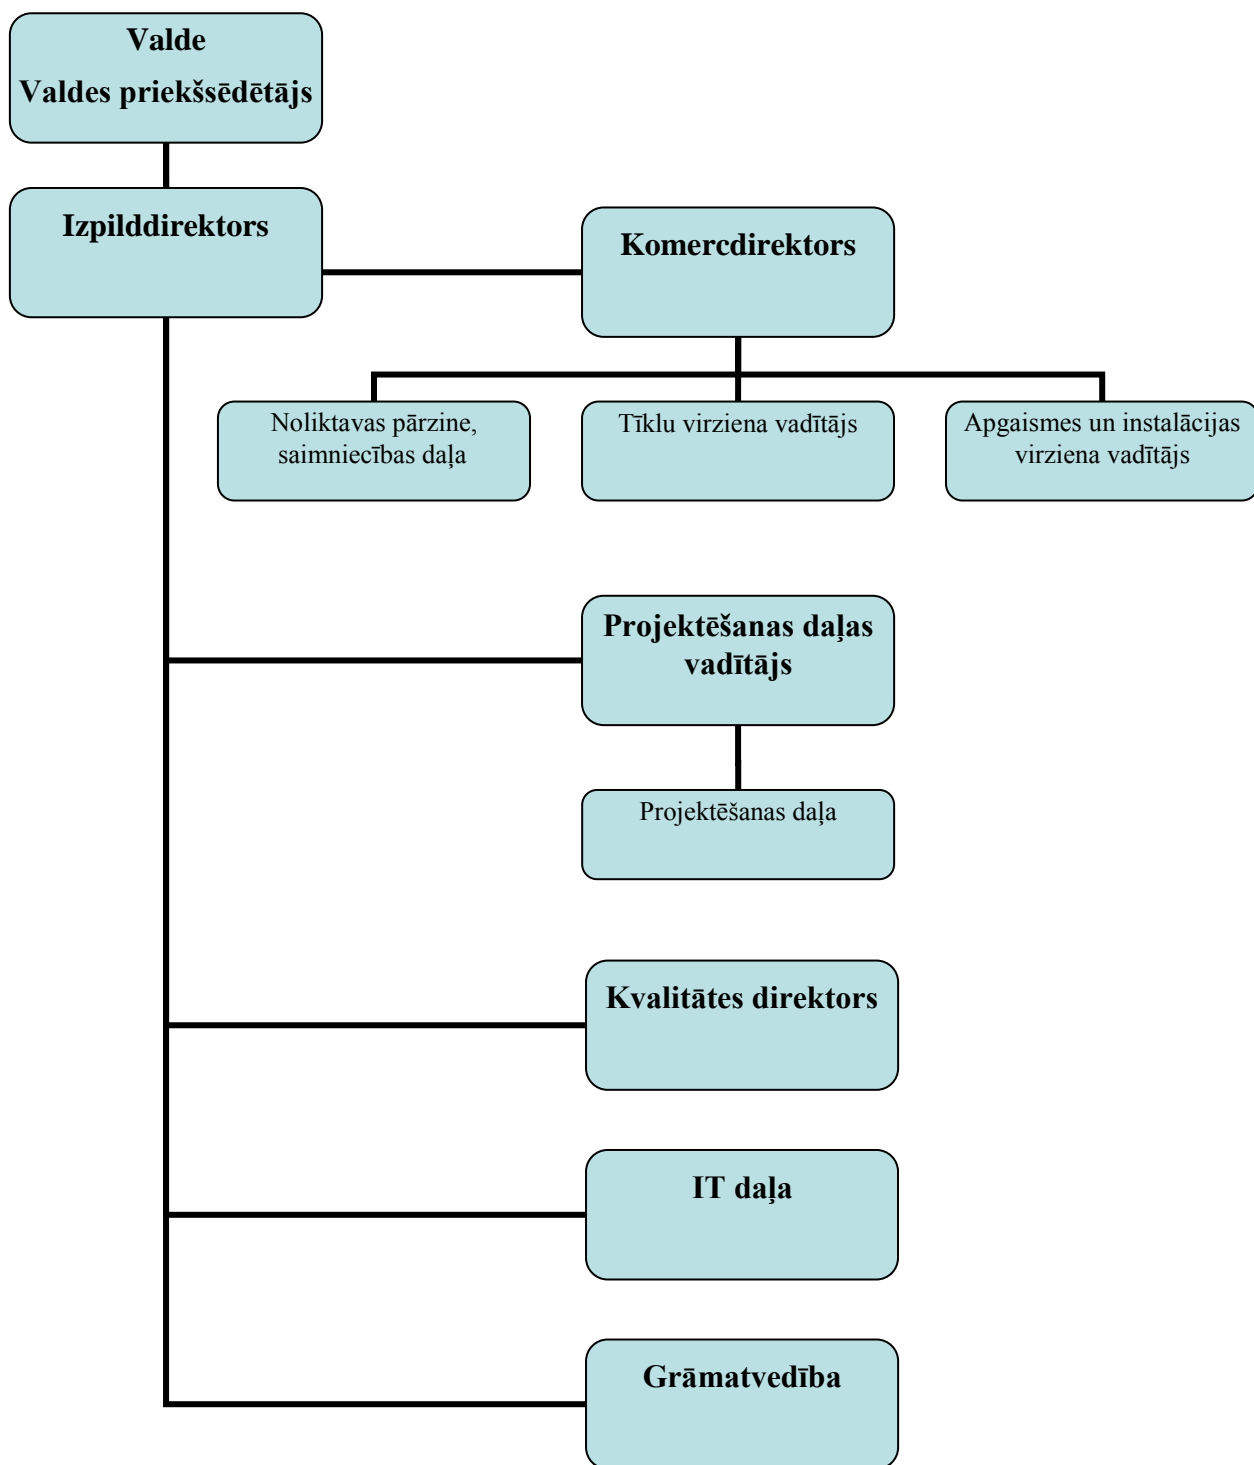 Valde
Valdes priekšsēdētājs
Izpilddirektors
Komercdirektors
Noliktavas pārzine,
saimniecības daļa
Tīklu virziena vadītājs
Apgaismes un instalācijas
virziena vadītājs
Projektēšanas daļas
vadītājs
Projektēšanas daļa
Kvalitātes direktors
IT daļa
Grāmatvedība